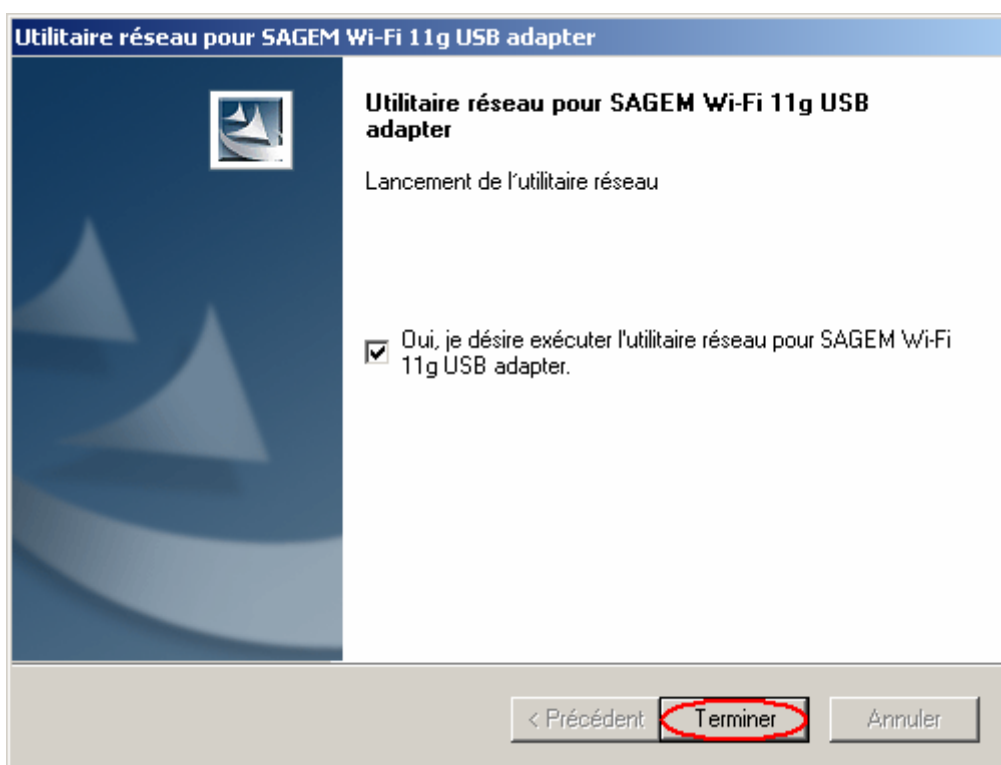 Utilitaire réseau pour SAGEM Wi-Fi 11g USB adapter
Utilitaire réseau pour SAGEM Wi-Fi 11g USB
adapter
Lancement de l'utilitaire réseau
Oui, je désire exécuter l'utilitaire réseau pour SAGEM Wi-Fi
11g USB adapter.
< Précédent Terminer Annuler